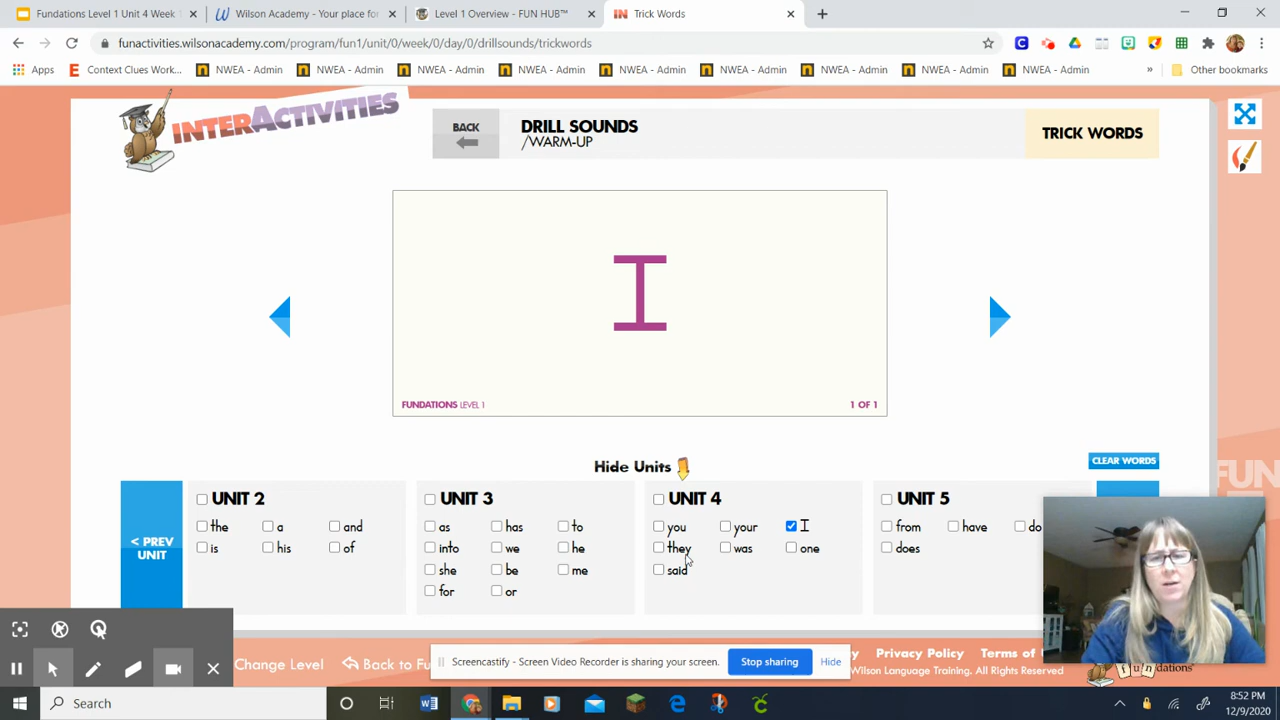 Fundations Level 1 Unit 4 Week
Wilson Academy - Your place for
Level 1 Overview - FUN HUB™
Trick Words
funactivities.wilsonacademy.com/program/fun1/unit/0/week/0/day/0/drillsounds/trickwords
Apps
Context Clues Work...
NWEA - Admin
NWEA - Admin
NWEA - Admin
NWEA - Admin
NWEA - Admin
NWEA - Admin
NWEA - Admin
NWEA - Admin
NWEA - Admin
»
Other bookmarks
INTERACTIVITIES
BACK
DRILL SOUNDS
/WARM-UP
TRICK WORDS
I
FUNDATIONS LEVEL 1
1 OF 1
Hide Units
CLEAR WORDS
< PREV UNIT
UNIT 2
the a and
is his of
UNIT 3
as has to
into we he
she be me
for or
UNIT 4
you your I
they was one
said
UNIT 5
from have do
does
FUN
Change Level
Back to Fu
Screencastify - Screen Video Recorder is sharing your screen.
Stop sharing
Hide
Privacy Policy
Terms of
Wilson Language Training. All Rights Reserved
fundations®
Search
8:52 PM
12/9/2020